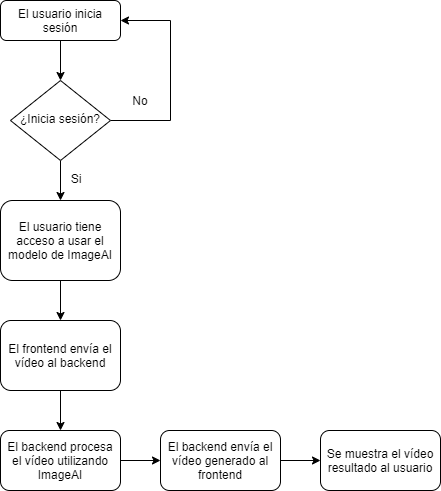 El usuario inicia
sesión
No
¿Inicia sesión?
Si
El usuario tiene
acceso a usar el
modelo de ImageAI
El frontend envía el
vídeo al backend
El backend procesa
el vídeo utilizando
ImageAI
El backend envía el
vídeo generado al
frontend
Se muestra el vídeo
resultado al usuario